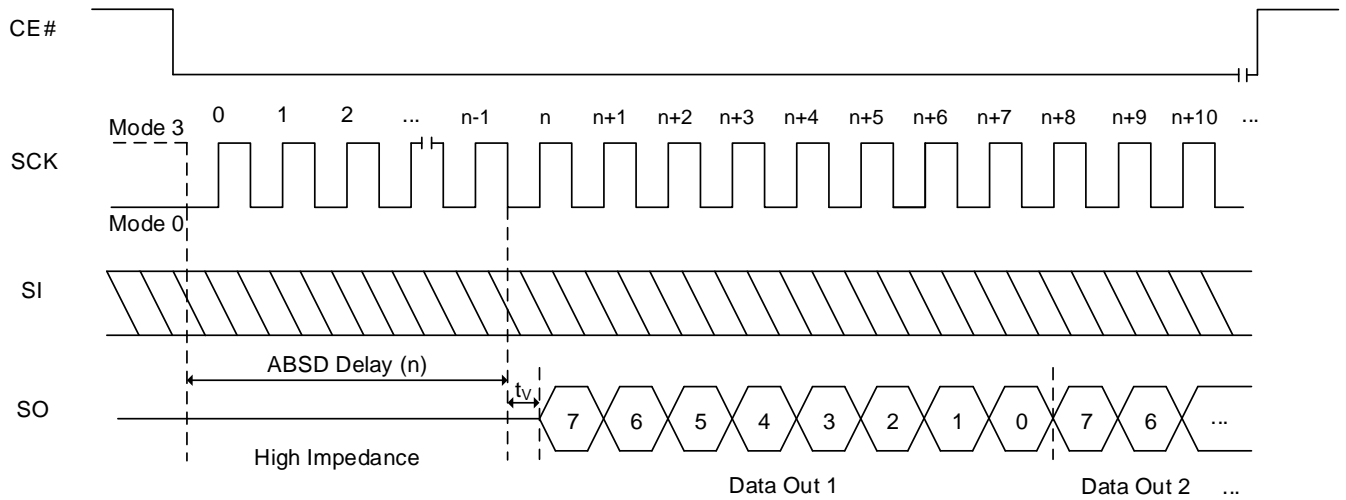 CE#
0 1 2 ... n-1 n n+1 n+2 n+3 n+4 n+5 n+6 n+7 n+8 n+9 n+10 ...
Mode 3
SCK
Mode 0
SI
ABSD Delay (n)
tV
SO
7 6 5 4 3 2 1 0 7 6 ...
High Impedance
Data Out 1 Data Out 2 ...